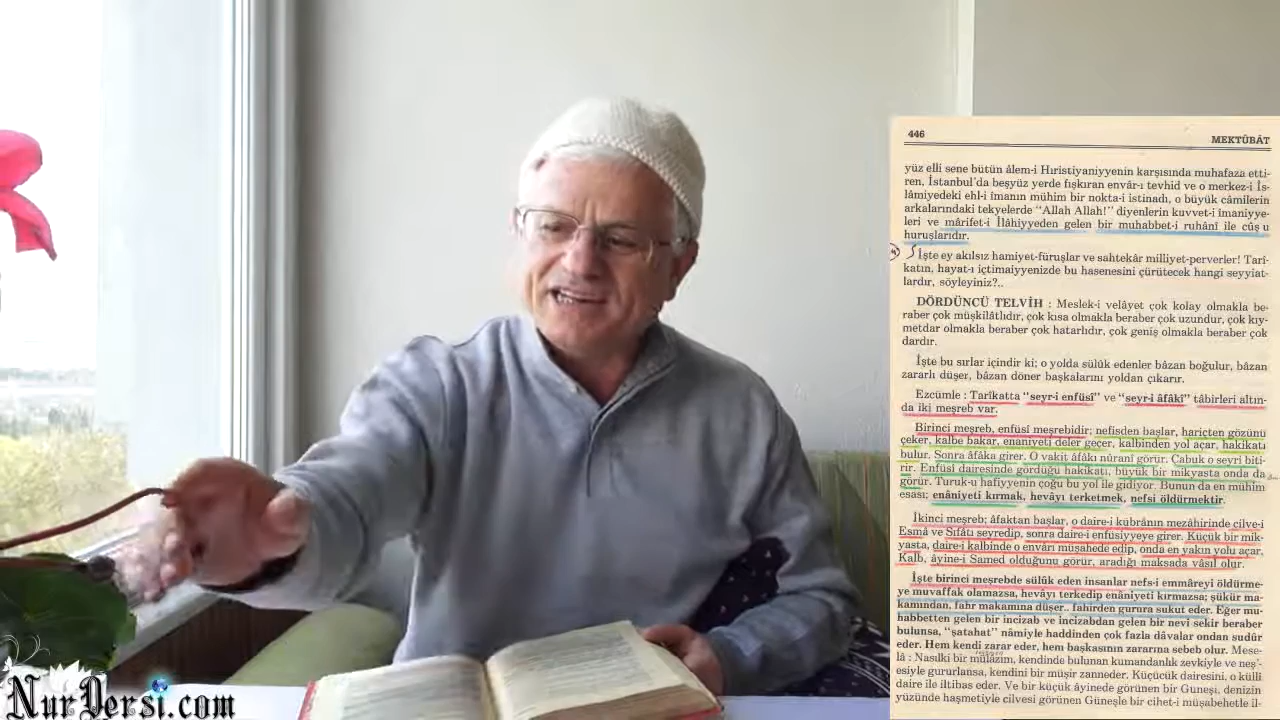 446
MEKTÛBÂT
yüz elli sene bütün âlem-i Hıristiyaniyyenin karşısında muhafaza etti-
ren, İstanbul'da beşyüz yerde fışkıran envâr-ı tevhid ve o merkez-i İs-
lâmiyedeki ehl-i imanın mühim bir nokta-i istinadı, o büyük câmilerin
arkalarındaki tekyelerde "Allah Allah!" diyenlerin kuvvet-i imaniyye-
leri ve mârifet-i İlâhiyyeden gelen bir muhabbet-i ruhânî ile cûş u
huruşlarıdır.
İşte ey akılsız hamiyet-füruşlar ve sahtekâr milliyet-perverler! Tarî-
katın, hayat-ı içtimaiyyenizde bu hasenesini çürütecek hangi seyyiat-
lardır, söyleyiniz?..
DÖRDÜNCÜ TELVİH : Meslek-i velâyet çok kolay olmakla be-
raber çok müşkilâtlıdır, çok kısa olmakla beraber çok uzundur, çok kıy-
metdar olmakla beraber çok hatarlıdır, çok geniş olmakla beraber çok
dardır.
İşte bu sırlar içindir ki; o yolda sülûk edenler bâzan boğulur, bâzan
zararlı düşer, bâzan döner başkalarını yoldan çıkarır.
Ezcümle : Tarîkatta "seyr-i enfüsî" ve "seyr-i âfâkî" tâbirleri altın-
da iki meşreb var.
Birinci meşreb, enfüsî meşrebidir; nefisden başlar, hariçten gözünü
çeker, kalbe bakar, enaniyeti deler geçer, kalbinden yol açar, hakikatı
bulur. Sonra âfâka girer. O vakit âfâkı nûranî görür. Çabuk o seyri biti-
rir. Enfüsî dairesinde gördüğü hakikatı, büyük bir mikyasta onda da
görür. Turuk-u hafiyyenin çoğu bu yol ile gidiyor. Bunun da en mühim
esası; enâniyeti kırmak, hevâyı terketmek, nefsi öldürmektir.
İkinci meşreb; âfaktan başlar, o daire-i kübrânın mezâhirinde cilve-i
Esmâ ve Sıfâtı seyredip, sonra daire-i enfüsiyyeye girer. Küçük bir mik-
yasta, daire-i kalbinde o envârı müşahede edip, onda en yakın yolu açar,
Kalb, âyine-i Samed olduğunu görür, aradığı maksada vâsıl olur.
İşte birinci meşrebde sülûk eden insanlar nefs-i emmâreyi öldürme-
ye muvaffak olamazsa, hevâyı terkedip enâniyeti kırmazsa; şükür ma-
kamından, fahr makamına düşer.. fahirden gurura sukut eder. Eğer mu-
habbetten gelen bir incizab ve incizabdan gelen bir nevi sekir beraber
bulunsa, "şatahat" nâmiyle haddinden çok fazla dâvalar ondan sudûr
eder. Hem kendi zarar eder, hem başkasının zararına sebeb olur. Mese-
lâ : Nasılki bir mülâzım, kendinde bulunan kumandanlık zevkiyle ve neş'-
esiyle gururlansa, kendini bir müşir zanneder. Küçücük dairesini, o küllî
daire ile iltibas eder. Ve bir küçük âyinede görünen bir Güneşi, denizin
yüzünde haşmetiyle cilvesi görünen Güneşle bir cihet-i müşabehetle il-
NurDersi.com